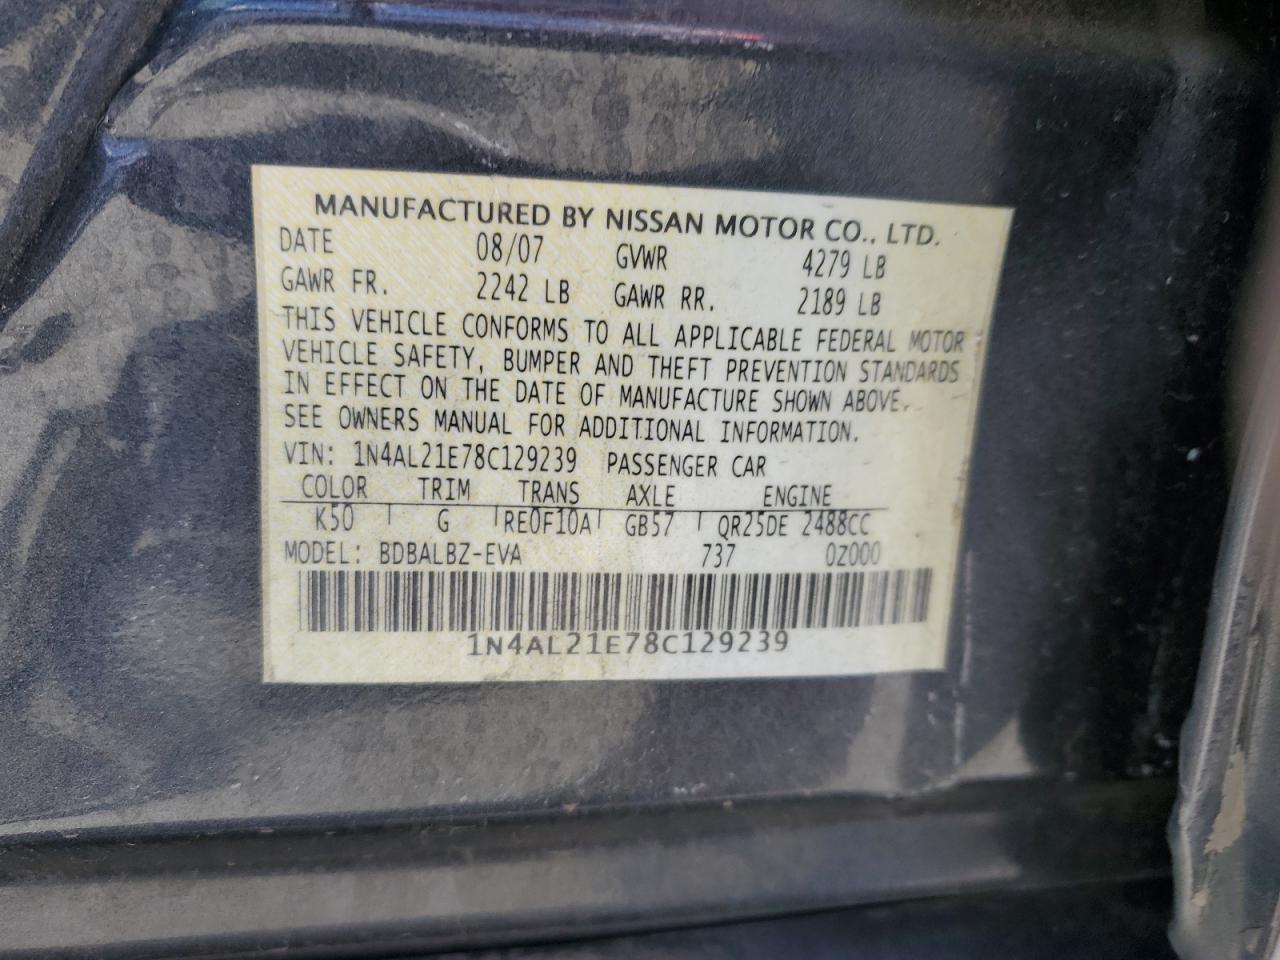 MANUFACTURED BY NISSAN MOTOR CO., LTD.
DATE 08/07 GVWR 4279 LB
GAWR FR. 2242 LB GAWR RR. 2189 LB
THIS VEHICLE CONFORMS TO ALL APPLICABLE FEDERAL MOTOR
VEHICLE SAFETY, BUMPER AND THEFT PREVENTION STANDARDS
IN EFFECT ON THE DATE OF MANUFACTURE SHOWN ABOVE.
SEE OWNERS MANUAL FOR ADDITIONAL INFORMATION.
VIN: 1N4AL21E78C129239 PASSENGER CAR
COLOR TRIM TRANS AXLE ENGINE
K50 G RE0F10A GB57 QR25DE 2488CC
MODEL: BDBALBZ-EVA 737 0Z000
1N4AL21E78C129239